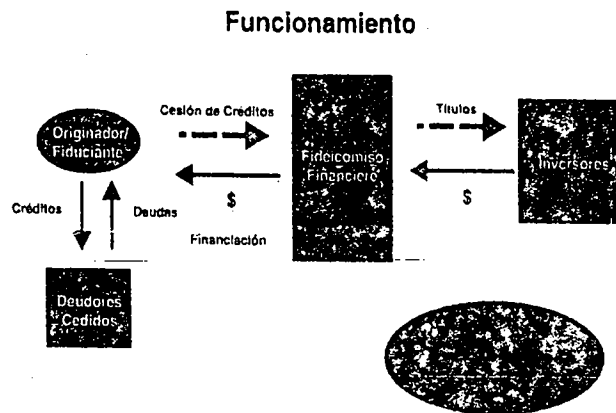 Funcionamiento
Cesión de Créditos
Títulos
Originador/
Fiduciante
Fideicomiso
Financiero
Inversores
$
$
Créditos
Deudas
Financiación
Deudores
Cedidos